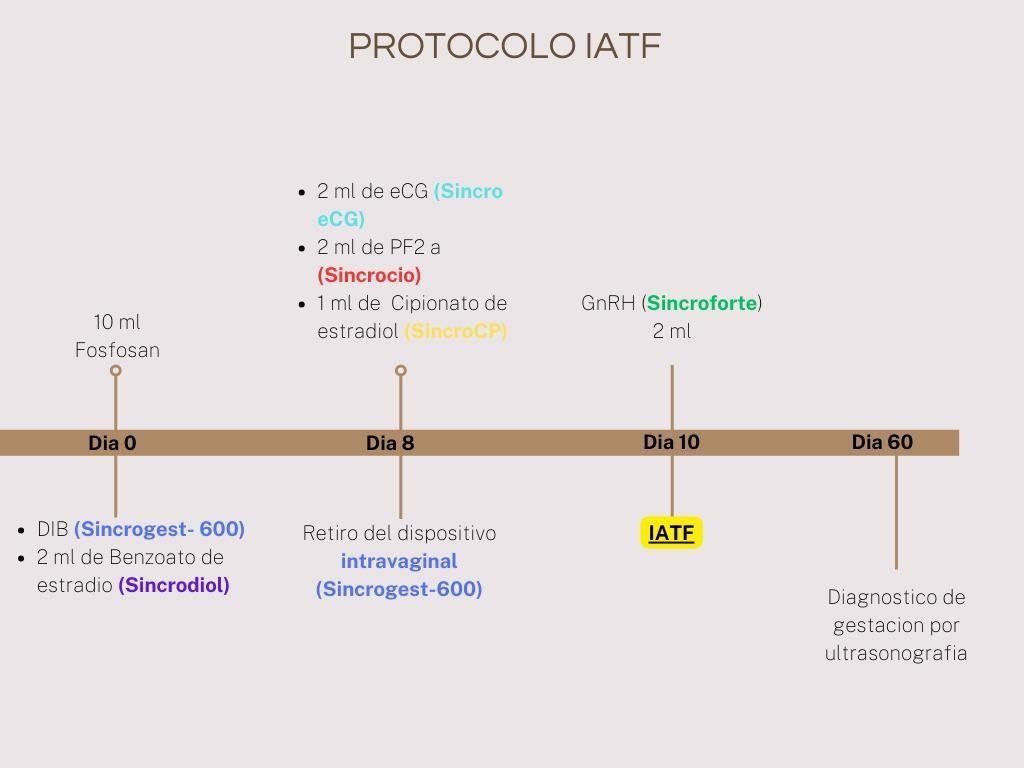 PROTOCOLO IATF
2 ml de eCG (Sincro
eCG)
2 ml de PF2 a
(Sincrocio)
1 ml de Cipionato de
estradiol (SincroCP)
10 ml
Fosfosan
GnRH (Sincroforte)
2 ml
Dia 0
Dia 8
Dia 10
Dia 60
DIB (Sincrogest- 600)
2 ml de Benzoato de
estradio (Sincrodiol)
Retiro del dispositivo
intravaginal
(Sincrogest-600)
IATF
Diagnostico de
gestacion por
ultrasonografia